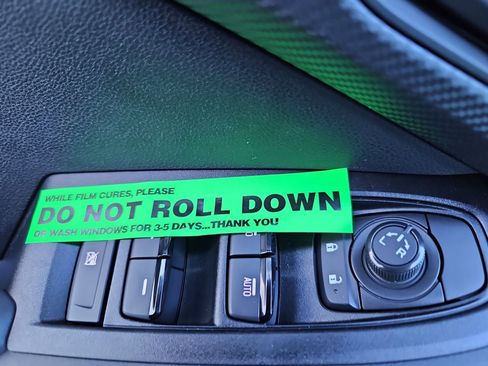 WHILE FILM CURES, PLEASE
DO NOT ROLL DOWN
OR WASH WINDOWS FOR 3-5 DAYS...THANK YOU
AUTO
L
R